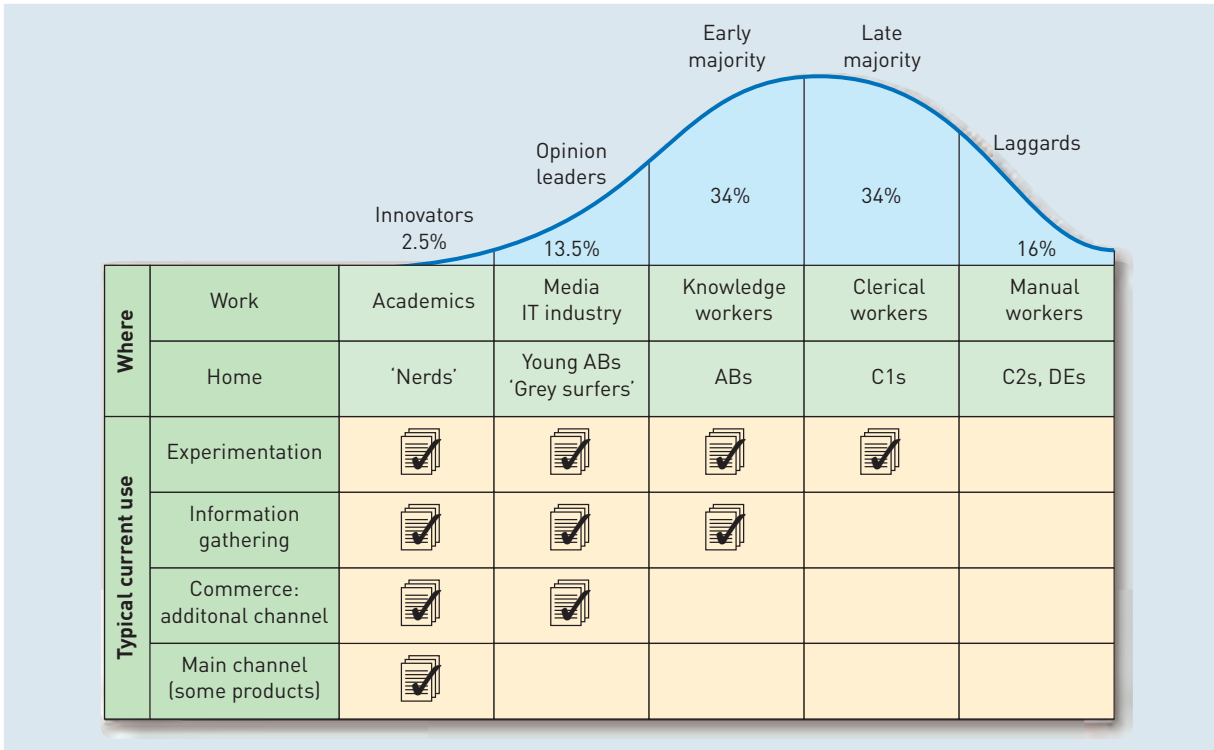 Early
majority
Late
majority
Opinion
leaders
Laggards
Innovators
2.5%
13.5%
34%
34%
16%
Where
Work
Academics
Media
IT industry
Knowledge
workers
Clerical
workers
Manual
workers
Home
‘Nerds’
Young ABs
‘Grey surfers’
ABs
C1s
C2s, DEs
Typical current use
Experimentation
Information
gathering
Commerce:
additonal channel
Main channel
(some products)